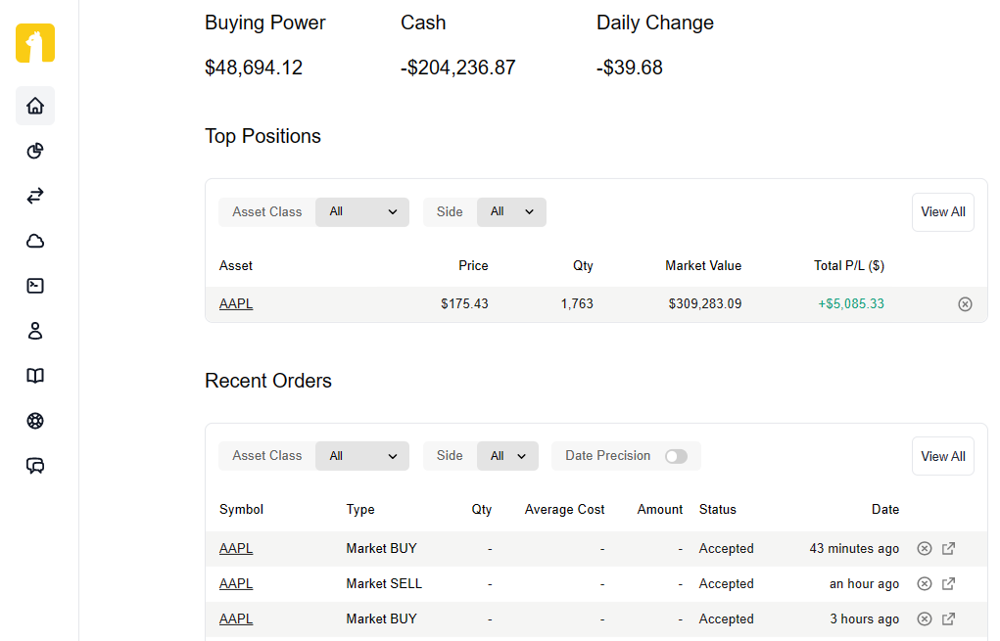 Buying Power Cash Daily Change
$48,694.12 -$204,236.87 -$39.68
Top Positions
Asset Class All Side All View All
Asset Price Qty Market Value Total P/L ($)
AAPL $175.43 1,763 $309,283.09 +$5,085.33
Recent Orders
Asset Class All Side All Date Precision View All
Symbol Type Qty Average Cost Amount Status Date
AAPL Market BUY - - - Accepted 43 minutes ago
AAPL Market SELL - - - Accepted an hour ago
AAPL Market BUY - - - Accepted 3 hours ago